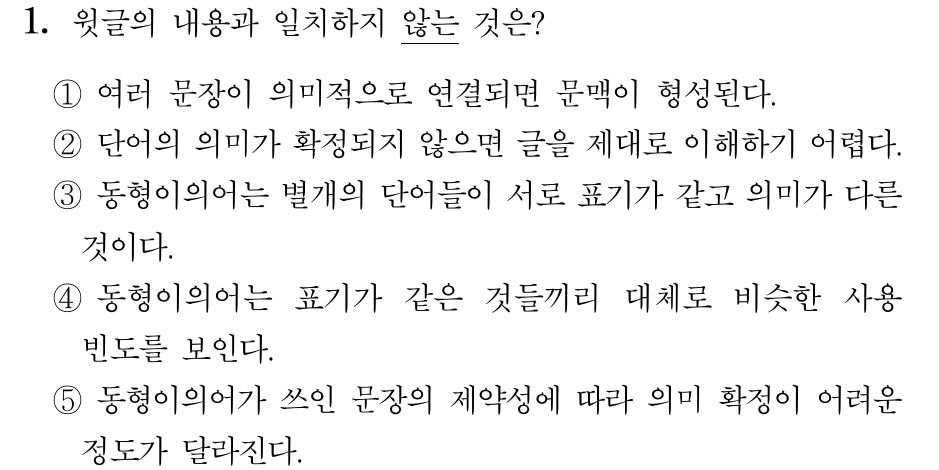 1. 윗글의 내용과 일치하지 않는 것은?
① 여러 문장이 의미적으로 연결되면 문맥이 형성된다.
② 단어의 의미가 확정되지 않으면 글을 제대로 이해하기 어렵다.
③ 동형이의어는 별개의 단어들이 서로 표기가 같고 의미가 다른
것이다.
④ 동형이의어는 표기가 같은 것들끼리 대체로 비슷한 사용
빈도를 보인다.
⑤ 동형이의어가 쓰인 문장의 제약성에 따라 의미 확정이 어려운
정도가 달라진다.